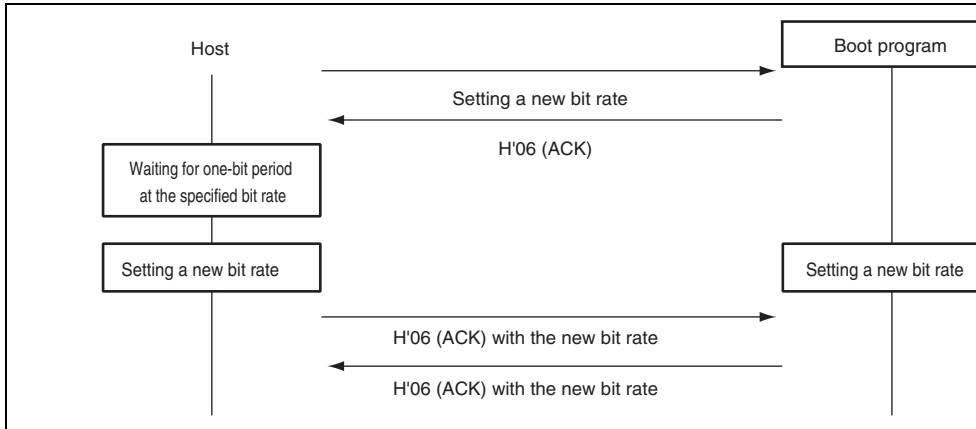 Host
Boot program
Setting a new bit rate
H'06 (ACK)
Waiting for one-bit period
at the specified bit rate
Setting a new bit rate
Setting a new bit rate
H'06 (ACK) with the new bit rate
H'06 (ACK) with the new bit rate